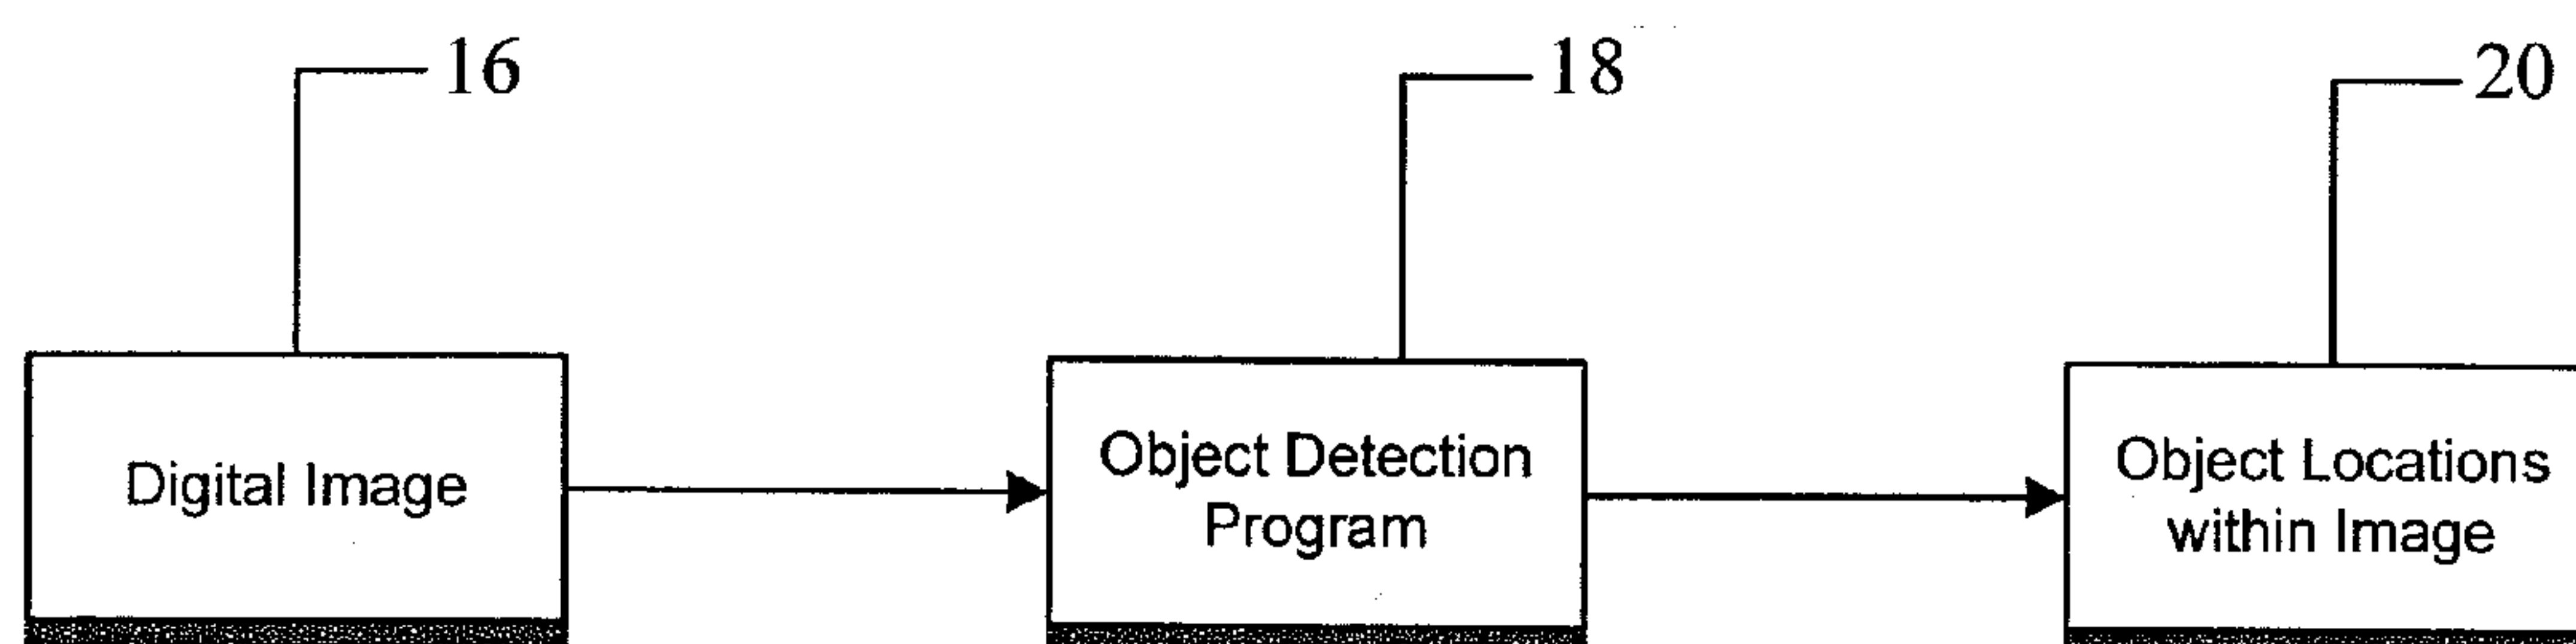 16
18
20
Digital Image
Object Detection
Program
Object Locations
within Image